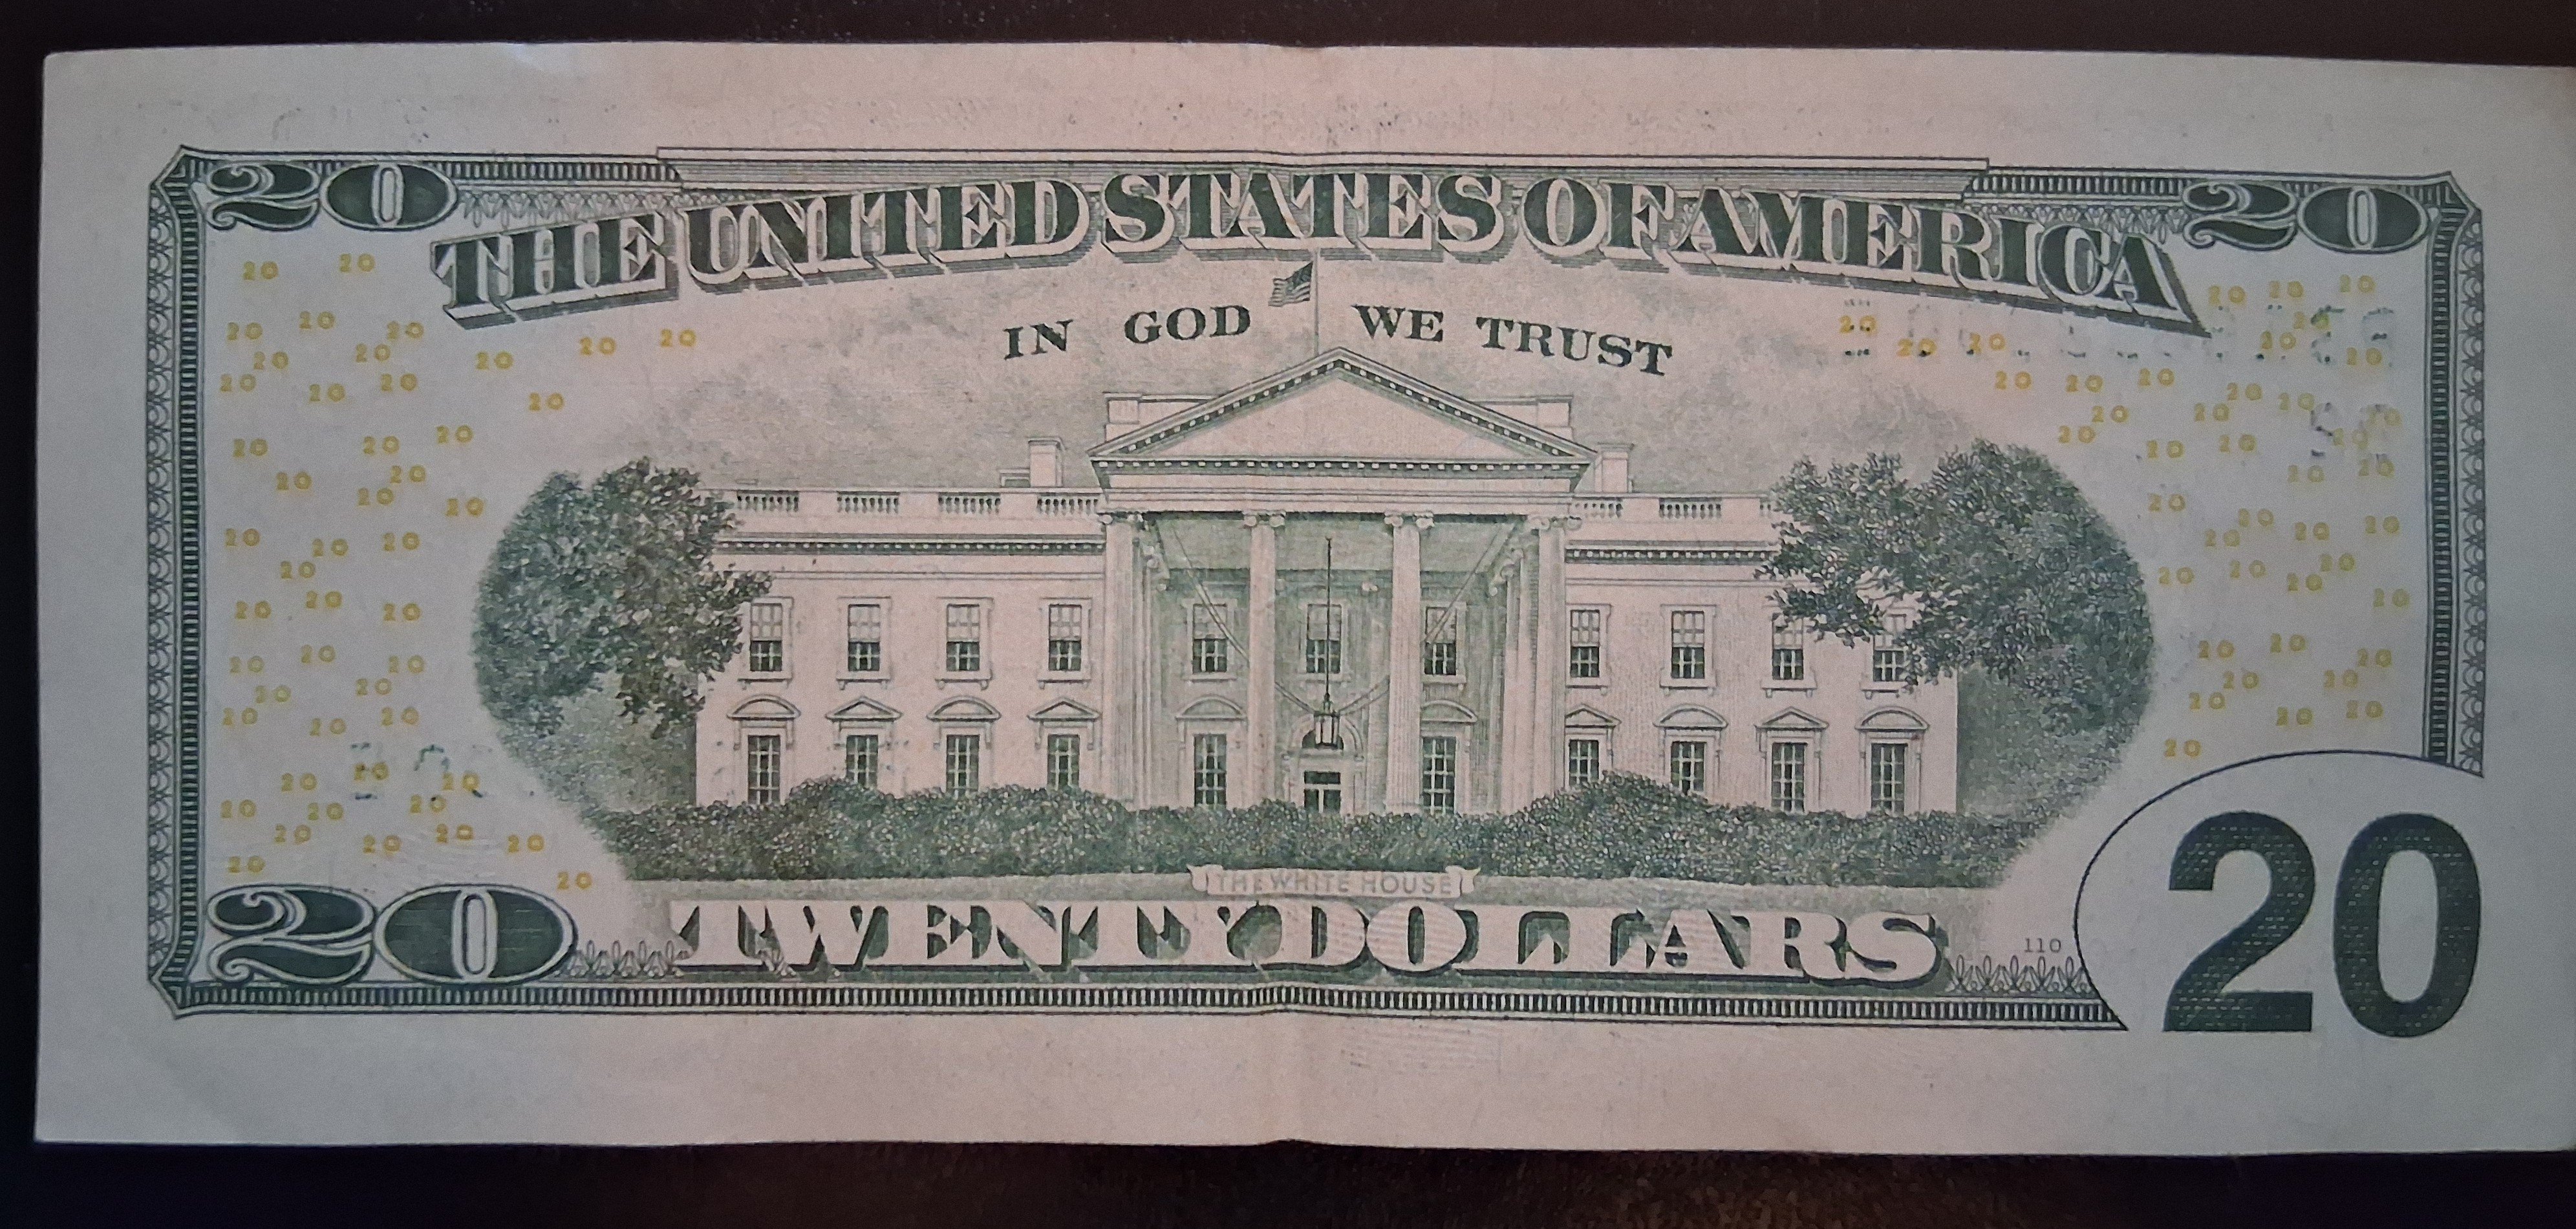 20 20
THE UNITED STATES OF AMERICA
IN GOD WE TRUST
THE WHITE HOUSE
20 TWENTY DOLLARS 110 20